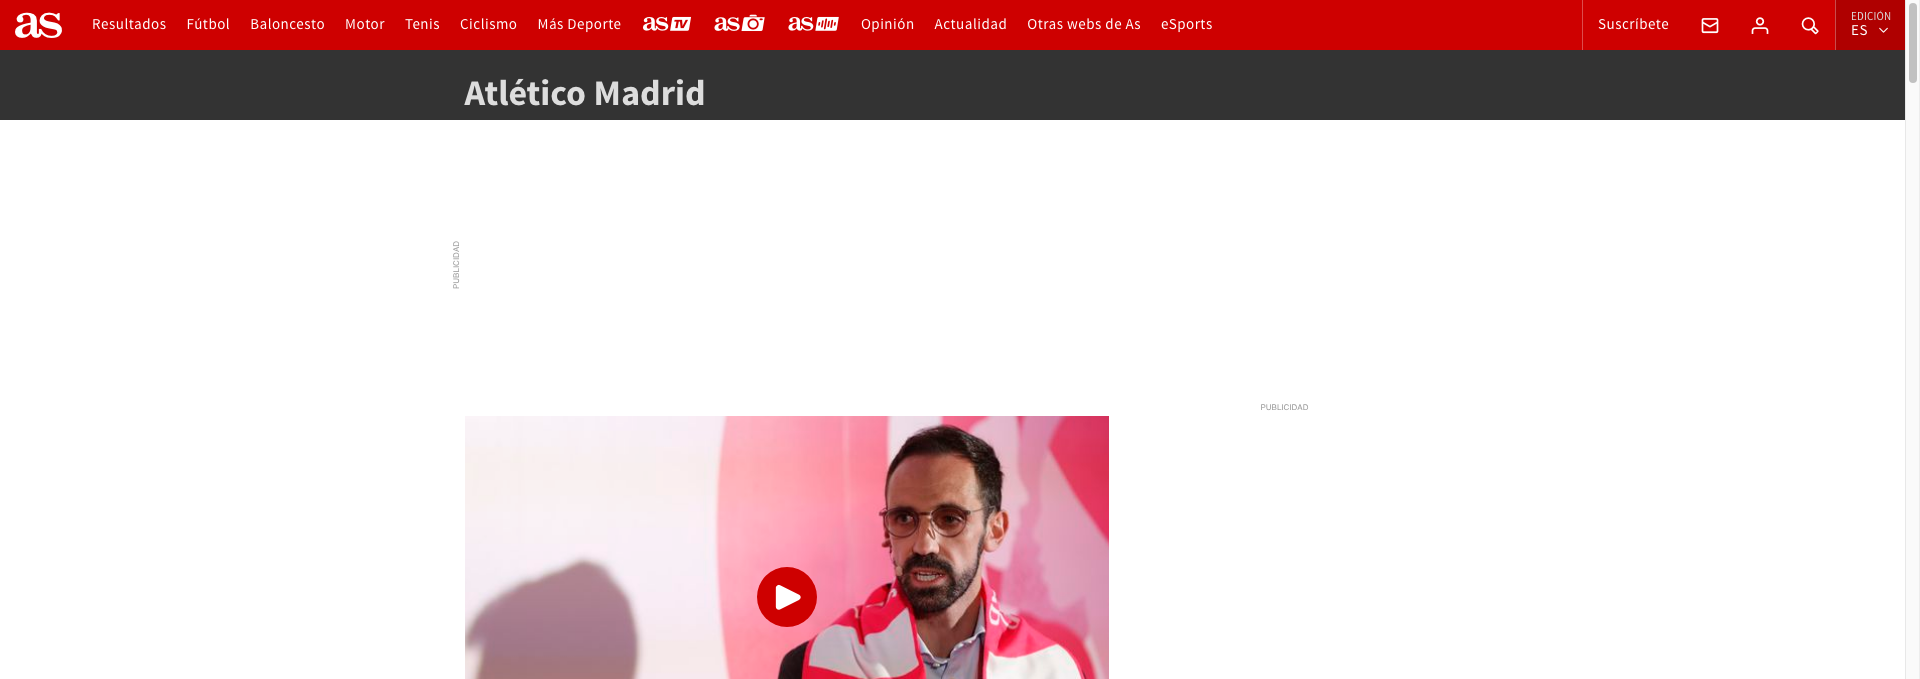 as Resultados Fútbol Baloncesto Motor Tenis Ciclismo Más Deporte as TV as as Opinión Actualidad Otras webs de As eSports Suscríbete EDICIÓN
ES
Atlético Madrid
PUBLICIDAD
PUBLICIDAD